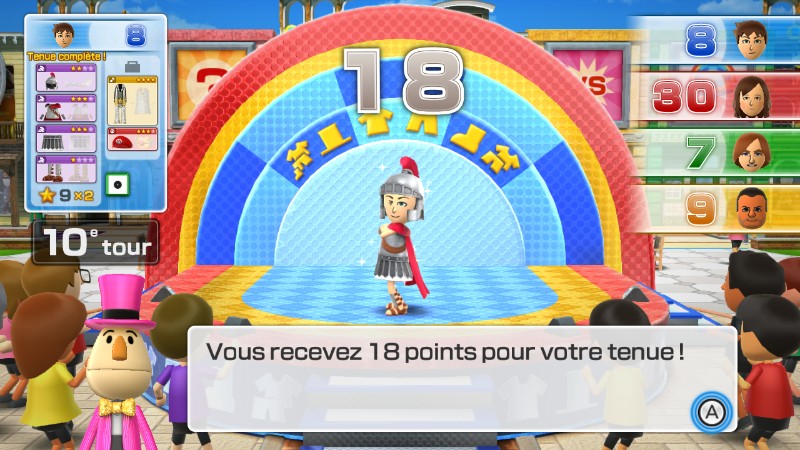 8
Tenue complète !
9 ×2
10e tour
18
8
30
7
9
?
VS
Vous recevez 18 points pour votre tenue !
A